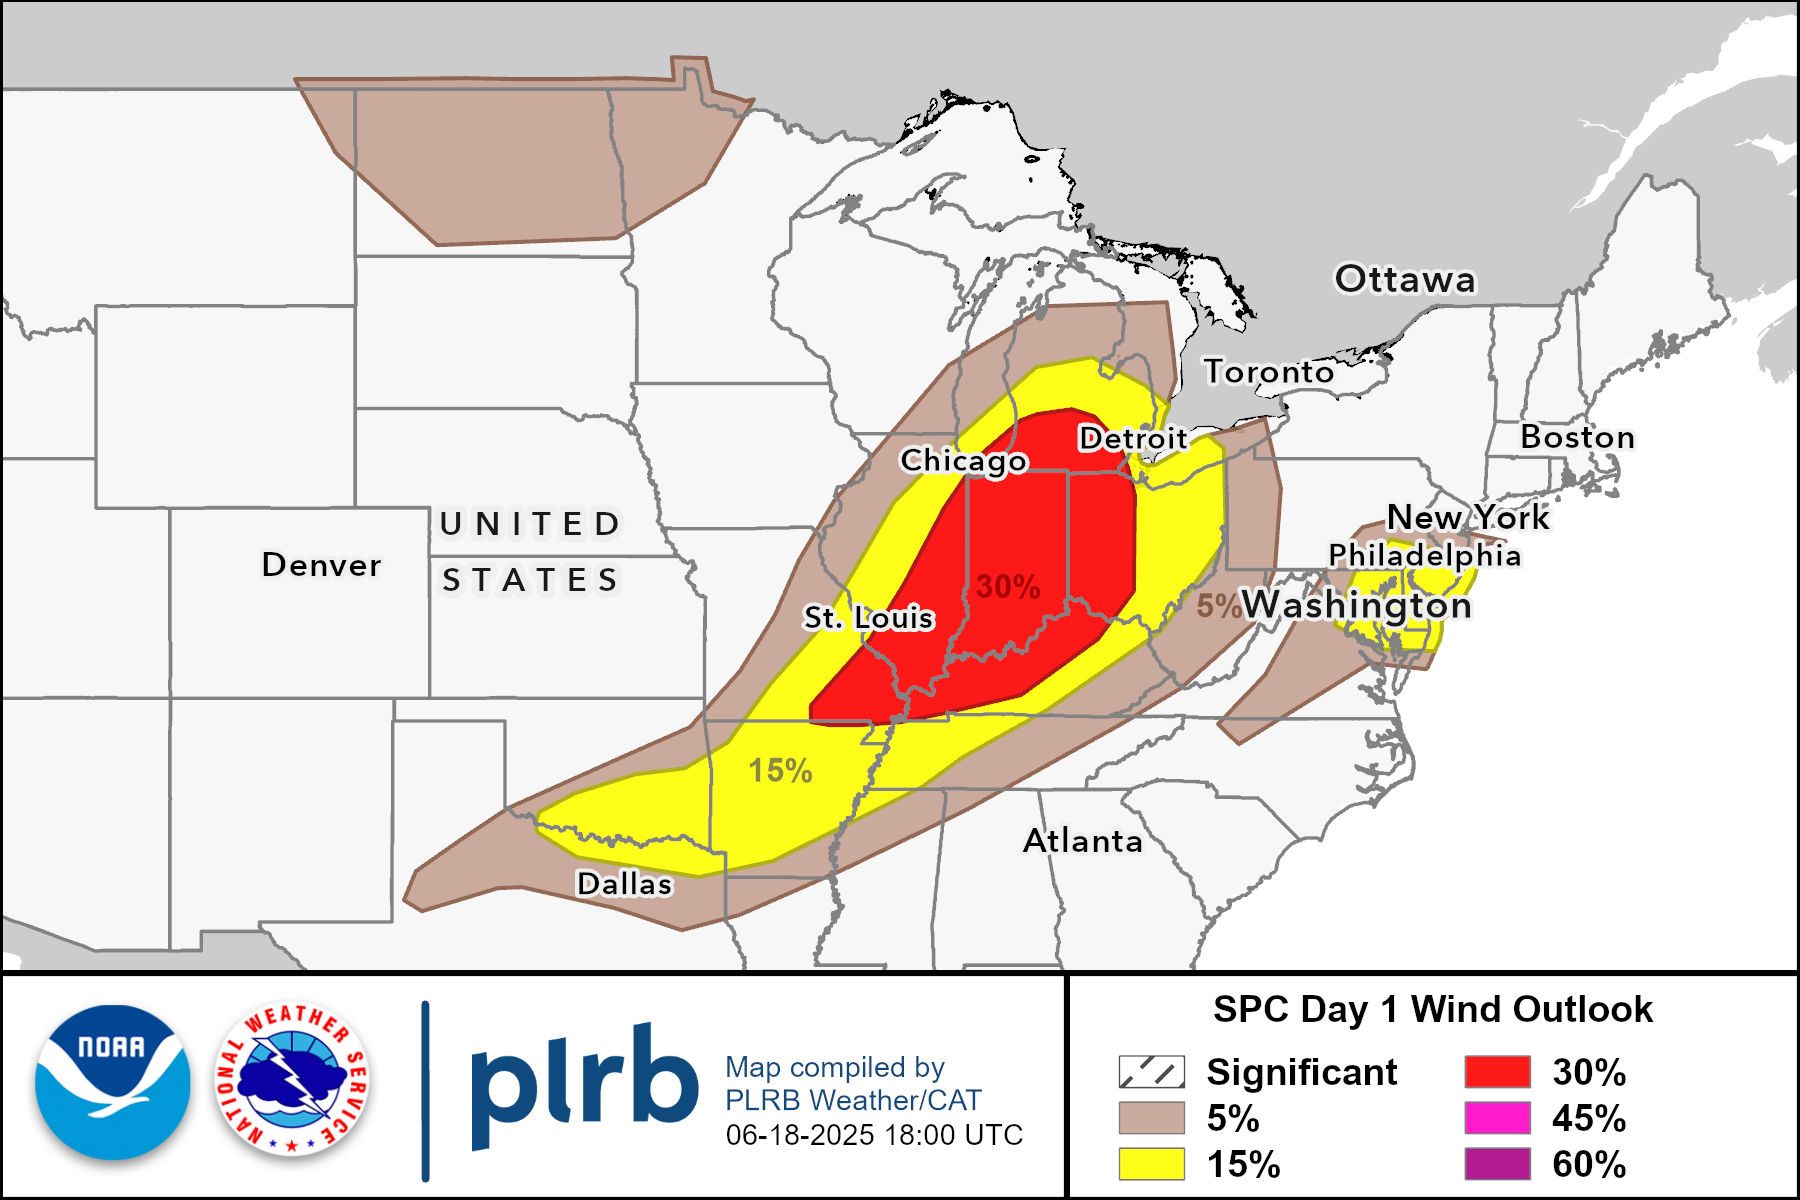 Ottawa
Toronto
Detroit
Boston
Chicago
New York
UNITED
Philadelphia
Denver
STATES
30%
5%
Washington
St. Louis
15%
Atlanta
Dallas
NOAA
NATIONAL WEATHER SERVICE
plrb
Map compiled by
PLRB Weather/CAT
06-18-2025 18:00 UTC
SPC Day 1 Wind Outlook
Significant
5%
15%
30%
45%
60%